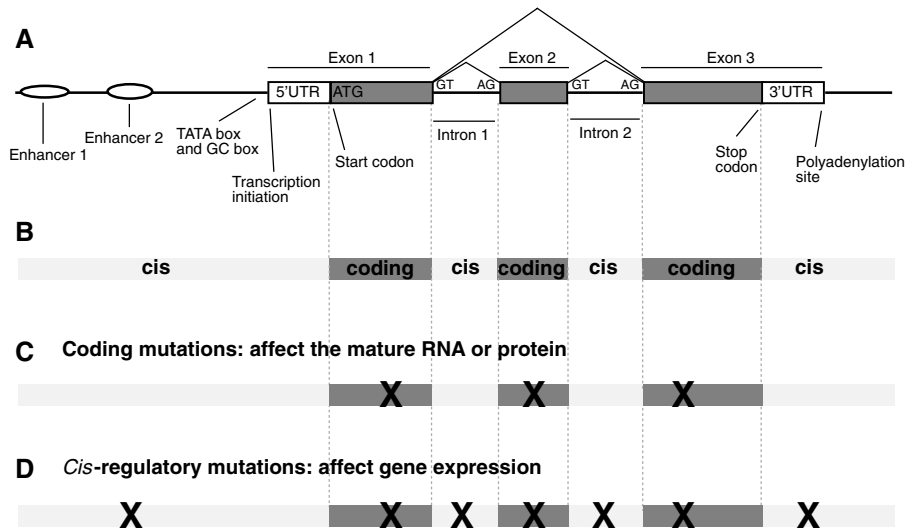 A
Exon 1
Exon 2
Exon 3
5'UTR
ATG
GT
AG
GT
AG
3'UTR
Enhancer 1
Enhancer 2
TATA box
and GC box
Transcription
initiation
Start codon
Intron 1
Intron 2
Stop
codon
Polyadenylation
site
B
cis
coding
cis
coding
cis
coding
cis
C
Coding mutations: affect the mature RNA or protein
X
X
X
D
Cis-regulatory mutations: affect gene expression
X
X
X
X
X
X
X